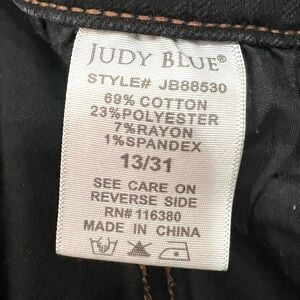 JUDY BLUE®
STYLE# JB88530
69% COTTON
23%POLYESTER
7%RAYON
1%SPANDEX
13/31
SEE CARE ON
REVERSE SIDE
RN# 116380
MADE IN CHINA